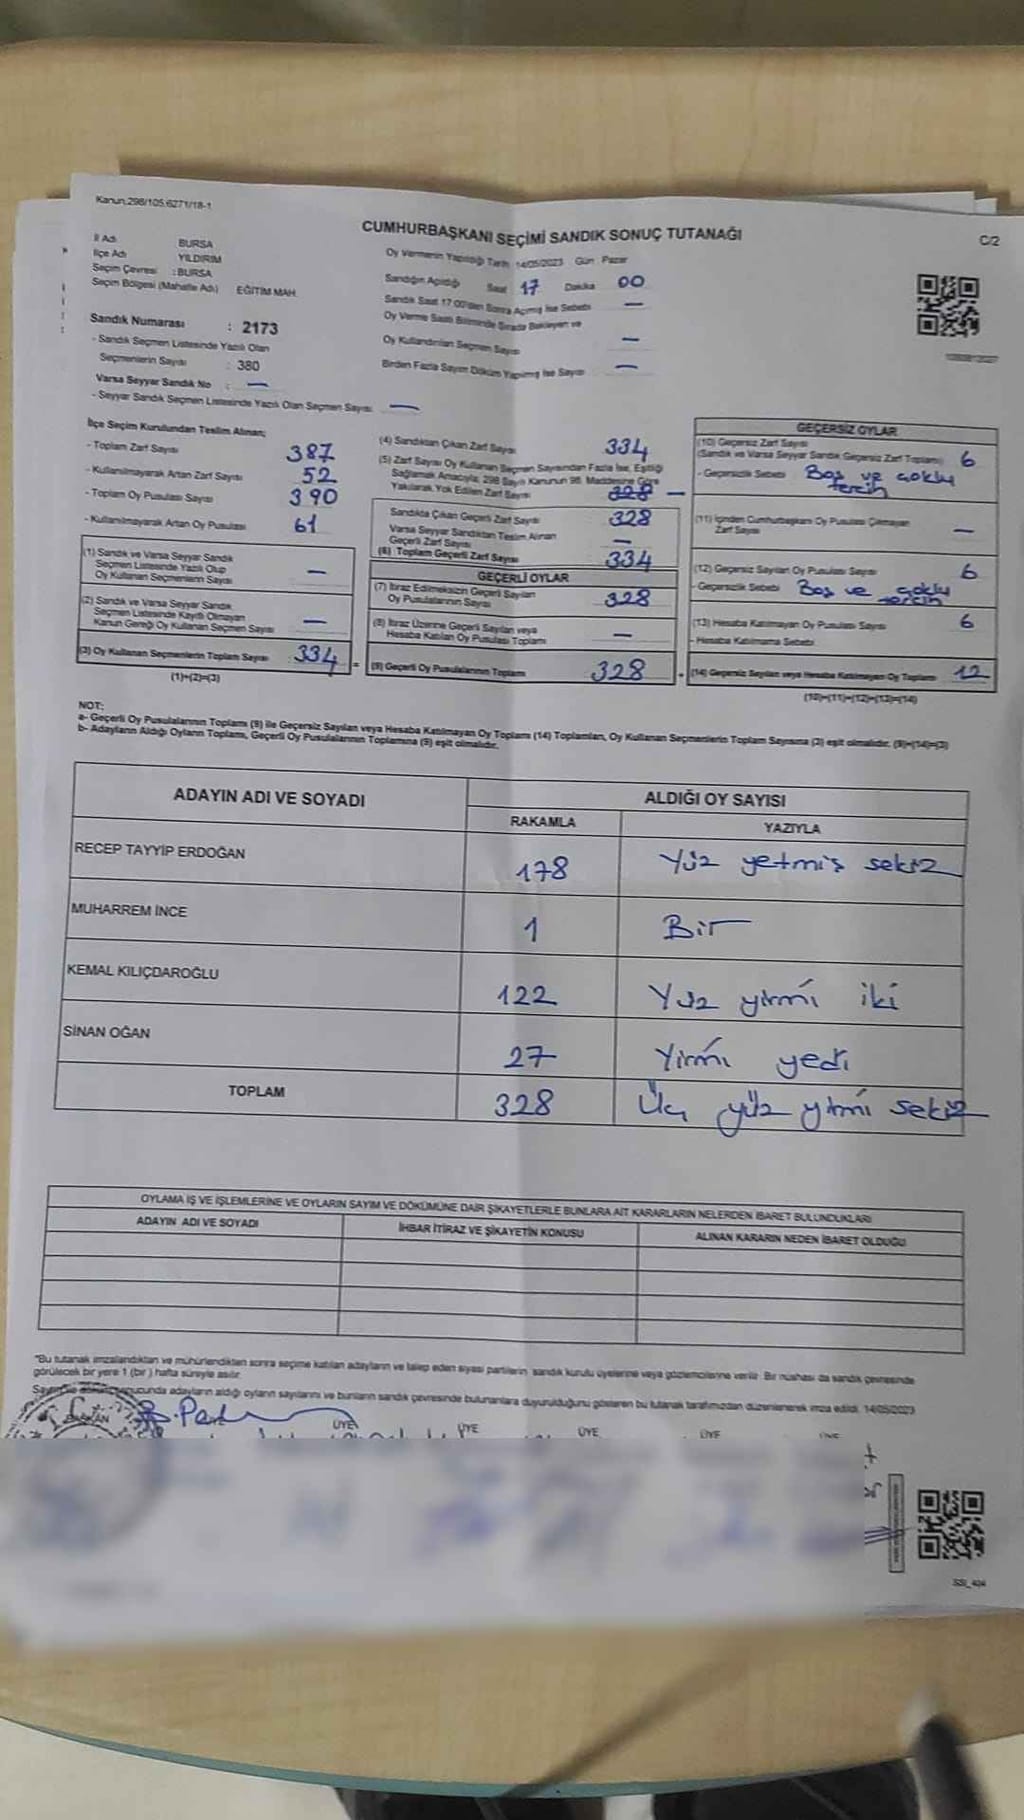 Kanun;298/105.6271/18-1
CUMHURBAŞKANI SEÇİMİ SANDIK SONUÇ TUTANAĞI
C/2
İl Adı BURSA
İlçe Adı YILDIRIM
Seçim Çevresi :BURSA
Seçim Bölgesi (Mahalle Adı) EĞİTİM MAH.
Sandık Numarası : 2173
- Sandık Seçmen Listesinde Yazılı Olan
Seçmenlerin Sayısı : 380
Varsa Seyyar Sandık No : —
- Seyyar Sandık Seçmen Listesinde Yazılı Olan Seçmen Sayısı —
Oy Vermenin Yapıldığı Tarih 14/05/2023 Gün : Pazar
Sandığın Açıldığı Saat 17 Dakika 00
Sandık Saat 17:00'den Sonra Açılmış İse Sebebi —
Oy Verme Saati Bitiminde Sırada Bekleyen ve
Oy Kullandırılan Seçmen Sayısı —
Birden Fazla Sayım Döküm Yapılmış İse Sayısı —
İlçe Seçim Kurulundan Teslim Alınan;
- Toplam Zarf Sayısı 387
- Kullanılmayarak Artan Zarf Sayısı 52
- Toplam Oy Pusulası Sayısı 390
- Kullanılmayarak Artan Oy Pusulası 61
(1) Sandık ve Varsa Seyyar Sandık
Seçmen Listesinde Yazılı Olup
Oy Kullanan Seçmenlerin Sayısı —
(2) Sandık ve Varsa Seyyar Sandık
Seçmen Listesinde Kayıtlı Olmayan
Kanun Gereği Oy Kullanan Seçmen Sayısı —
(3) Oy Kullanan Seçmenlerin Toplam Sayısı : 334
(1)+(2)=(3)
(4) Sandıktan Çıkan Zarf Sayısı 334
(5) Zarf Sayısı Oy Kullanan Seçmen Sayısından Fazla İse, Eşitliği
Sağlamak Amacıyla, 298 Sayılı Kanunun 98. Maddesine Göre
Yakılarak Yok Edilen Zarf Sayısı 328 —
Sandıkta Çıkan Geçerli Zarf Sayısı 328
Varsa Seyyar Sandıktan Teslim Alınan
Geçerli Zarf Sayısı —
(6) Toplam Geçerli Zarf Sayısı 334
GEÇERLİ OYLAR
(7) İtiraz Edilmeksizin Geçerli Sayılan
Oy Pusulalarının Sayısı 328
(8) İtiraz Üzerine Geçerli Sayılan veya
Hesaba Katılan Oy Pusulası Toplamı —
(9) Geçerli Oy Pusulalarının Toplamı 328
GEÇERSİZ OYLAR
(10) Geçersiz Zarf Sayısı
(Sandık ve Varsa Seyyar Sandık Geçersiz Zarf Toplamı) 6
- Geçersizlik Sebebi Boş ve çoklu
tercih
(11) İçinden Cumhurbaşkanı Oy Pusulası Çıkmayan
Zarf Sayısı —
(12) Geçersiz Sayılan Oy Pusulası Sayısı 6
- Geçersizlik Sebebi Boş ve çoklu
tercih
(13) Hesaba Katılmayan Oy Pusulası Sayısı 6
- Hesaba Katılmama Sebebi
(14) Geçersiz Sayılan veya Hesaba Katılmayan Oy Toplamı 12
(10)+(11)+(12)+(13)=(14)
NOT:
a- Geçerli Oy Pusulalarının Toplamı (9) ile Geçersiz Sayılan veya Hesaba Katılmayan Oy Toplamı (14) Toplamları, Oy Kullanan Seçmenlerin Toplam Sayısına (3) eşit olmalıdır. (9)+(14)=(3)
b- Adayların Aldığı Oyların Toplamı, Geçerli Oy Pusulalarının Toplamına (9) eşit olmalıdır.
ADAYIN ADI VE SOYADI
ALDIĞI OY SAYISI
RAKAMLA YAZIYLA
RECEP TAYYİP ERDOĞAN 178 Yüz yetmiş sekiz
MUHARREM İNCE 1 Bir
KEMAL KILIÇDAROĞLU 122 Yüz yirmi iki
SİNAN OĞAN 27 Yirmi yedi
TOPLAM 328 Üç yüz yirmi sekiz
OYLAMA İŞ VE İŞLEMLERİNE VE OYLARIN SAYIM VE DÖKÜMÜNE DAİR ŞİKAYETLERLE BUNLARA AİT KARARLARIN NELERDEN İBARET BULUNDUKLARI
ADAYIN ADI VE SOYADI İHBAR İTİRAZ VE ŞİKAYETİN KONUSU ALINAN KARARIN NEDEN İBARET OLDUĞU
"Bu tutanak imzalandıktan ve mühürlendikten sonra seçime katılan adayların ve talep eden siyasi partilerin sandık kurulu üyelerine veya gözlemcilerine verilir. Bir nüshası da sandık çevresinde
görülecek bir yere 1 (bir) hafta süreyle asılır.
sonucunda adayların aldığı oyların sayılarını ve bunların sandık çevresinde bulunanlara duyurulduğunu gösteren bu tutanak tarafımızdan düzenlenerek imza edildi. 14/05/2023
BAŞKAN ÜYE ÜYE ÜYE ÜYE ÜYE
SSI_404